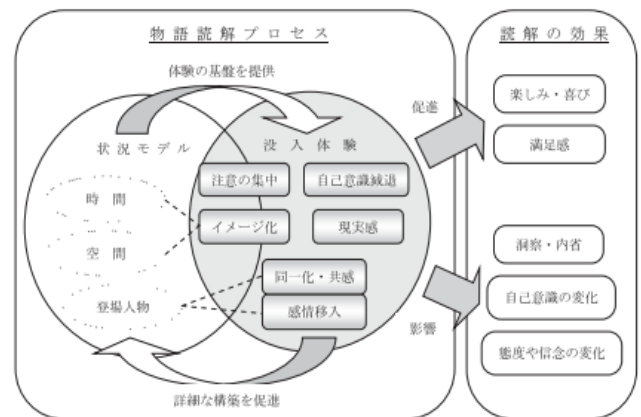 物語読解プロセス
読解の効果
体験の基盤を提供
促進
状況モデル
没入体験
注意の集中
自己意識減退
時間
イメージ化
現実感
空間
同一化・共感
登場人物
感情移入
影響
詳細な構築を促進
楽しみ・喜び
満足感
洞察・内省
自己意識の変化
態度や信念の変化